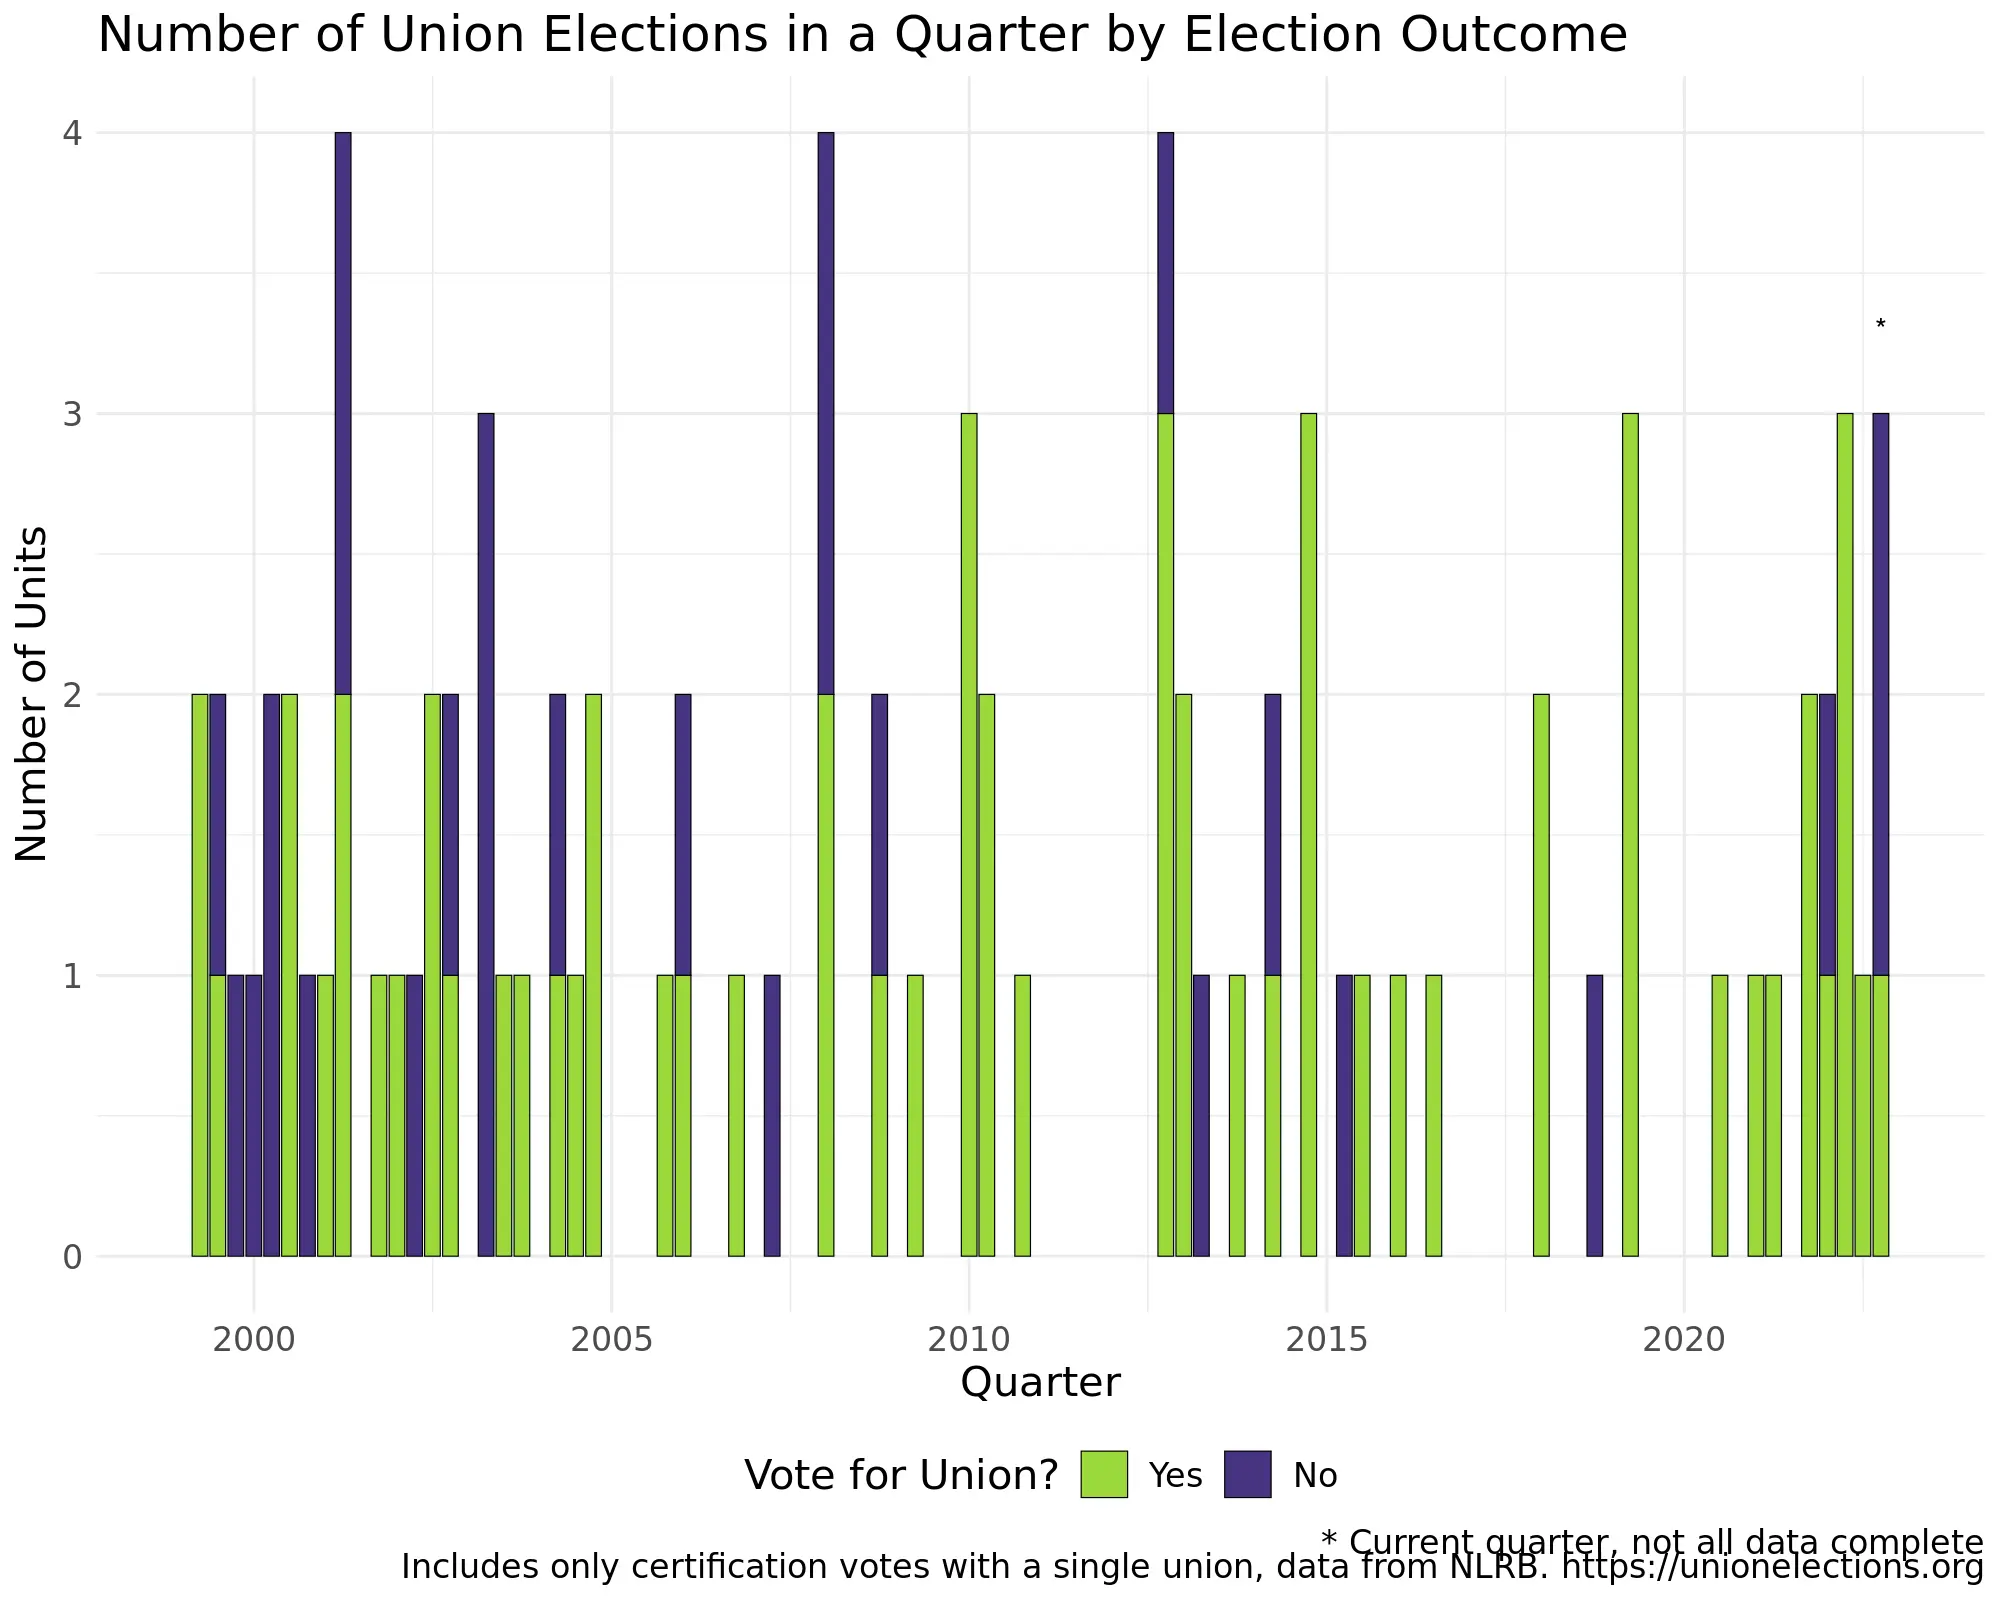 Number of Union Elections in a Quarter by Election Outcome
4
*
3
Number of Units
2
1
0
2000 2005 2010 2015 2020
Quarter
Vote for Union? Yes No
* Current quarter, not all data complete
Includes only certification votes with a single union, data from NLRB. https://unionelections.org